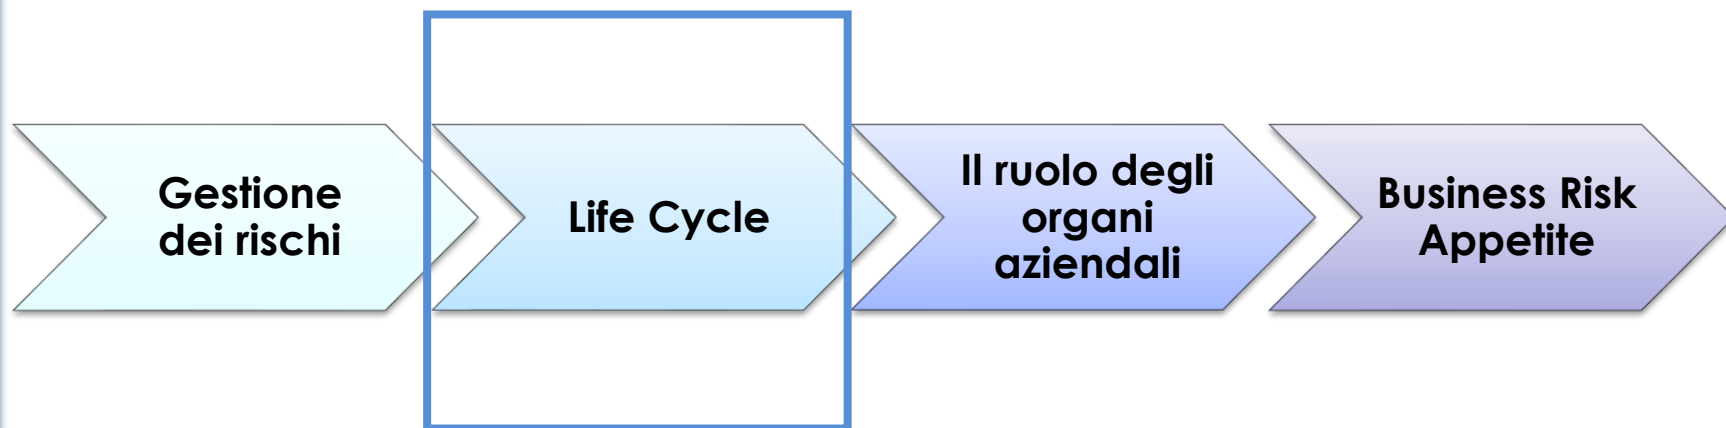 Gestione
dei rischi
Life Cycle
Il ruolo degli
organi
aziendali
Business Risk
Appetite